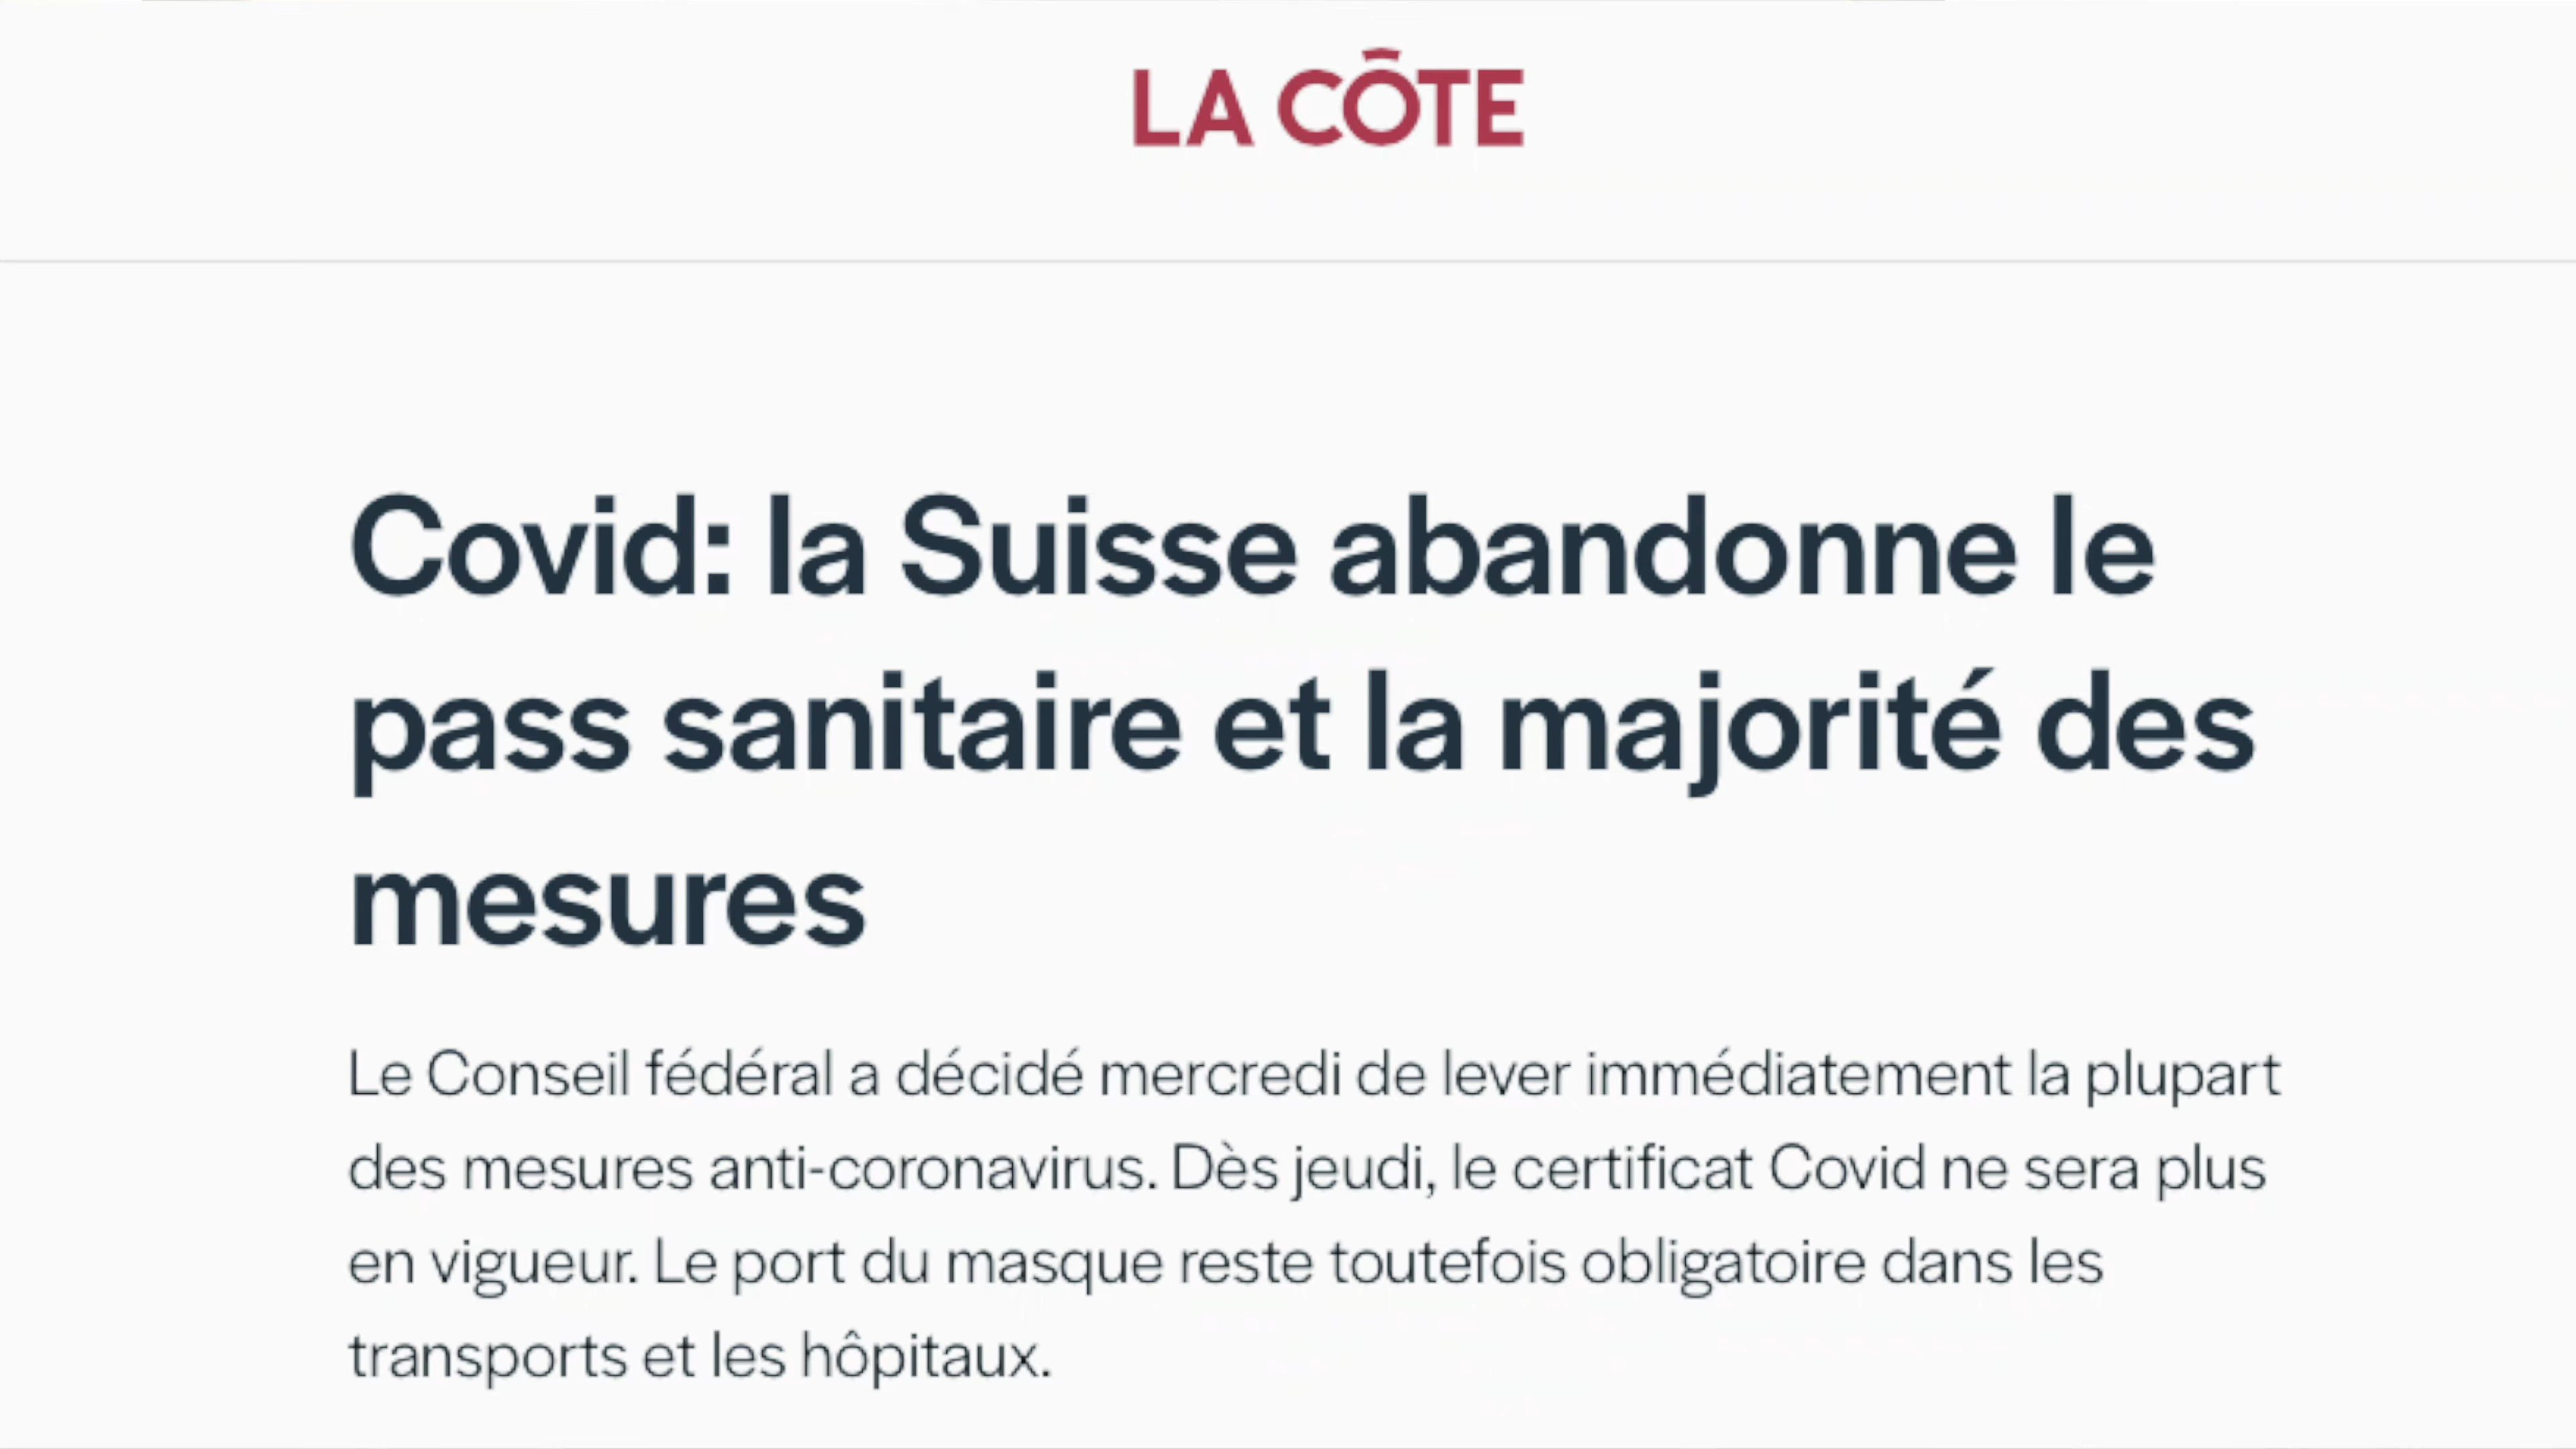 LA CÔTE
Covid: la Suisse abandonne le
pass sanitaire et la majorité des
mesures
Le Conseil fédéral a décidé mercredi de lever immédiatement la plupart
des mesures anti-coronavirus. Dès jeudi, le certificat Covid ne sera plus
en vigueur. Le port du masque reste toutefois obligatoire dans les
transports et les hôpitaux.